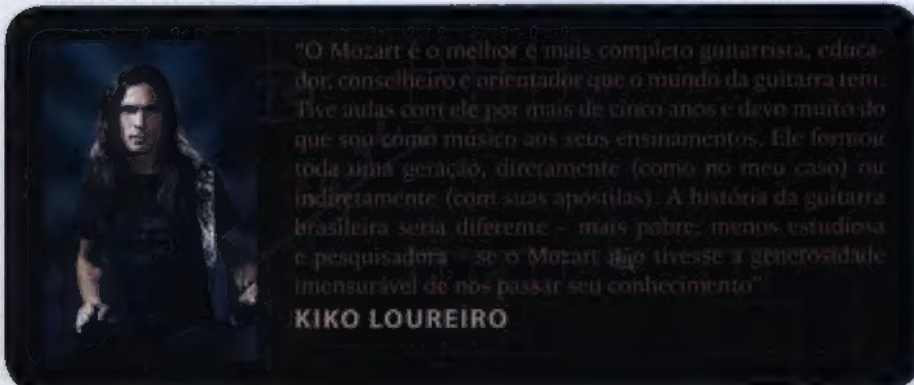 "O Mozart é o melhor e mais completo guitarrista, educa-
dor, conselheiro e orientador que o mundo da guitarra tem.
Tive aulas com ele por mais de cinco anos e devo muito do
que sou como músico aos seus ensinamentos. Ele formou
toda uma geração, diretamente (como no meu caso) ou
indiretamente (com suas apostilas). A história da guitarra
brasileira seria diferente – mais pobre, menos estudiosa
e pesquisadora – se o Mozart não tivesse a generosidade
imensurável de nos passar seu conhecimento"
KIKO LOUREIRO